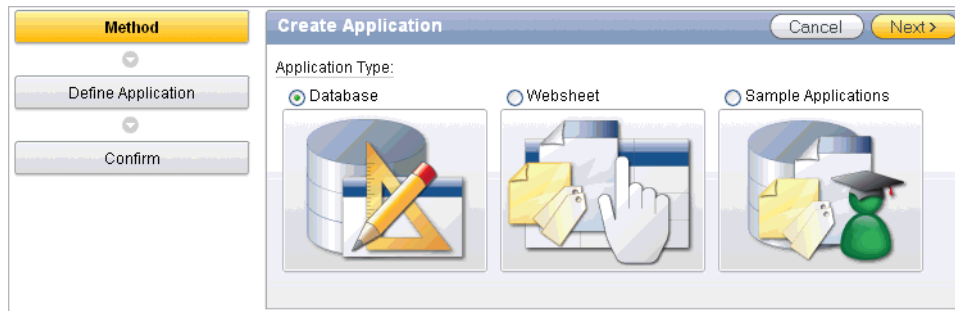 Method
Define Application
Confirm
Create Application
Cancel
Next >
Application Type:
Database
Websheet
Sample Applications